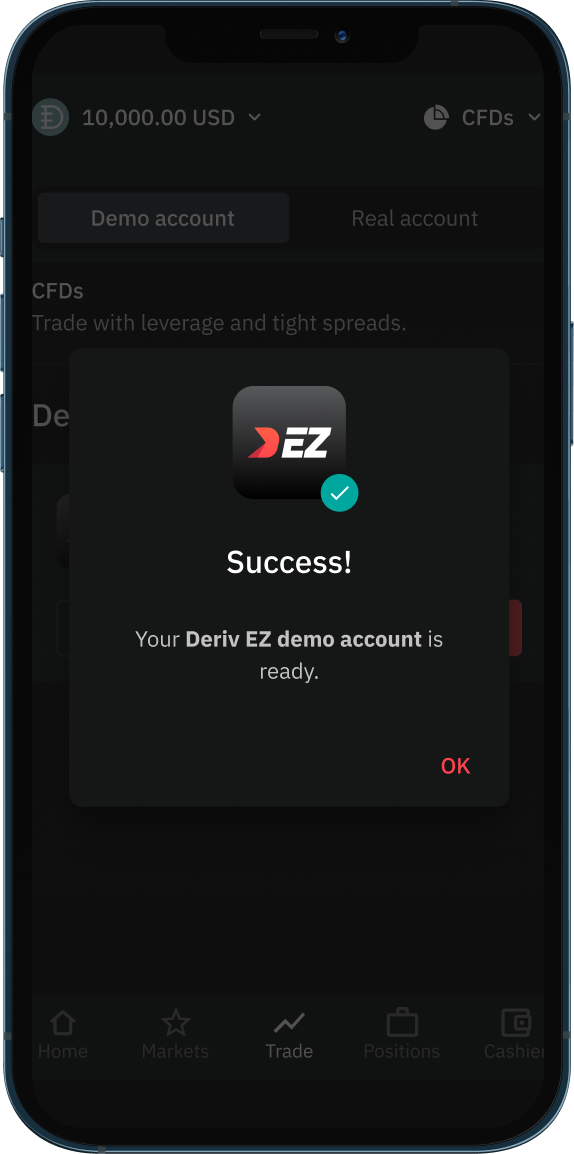 10,000.00 USD
CFDs
Demo account
Real account
CFDs
Trade with leverage and tight spreads.
De
EZ
Success!
Your Deriv EZ demo account is
ready.
OK
Home
Markets
Trade
Positions
Cashier